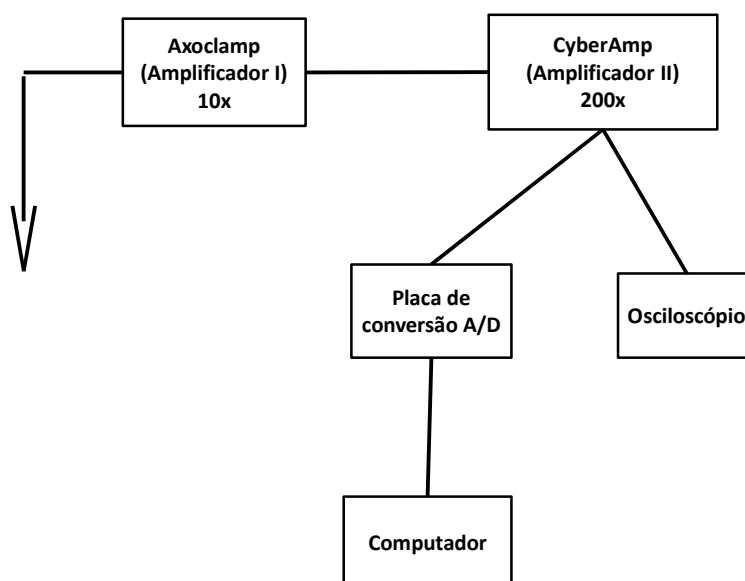 Axoclamp
(Amplificador I)
10x
CyberAmp
(Amplificador II)
200x
Placa de
conversão A/D
Osciloscópio
Computador